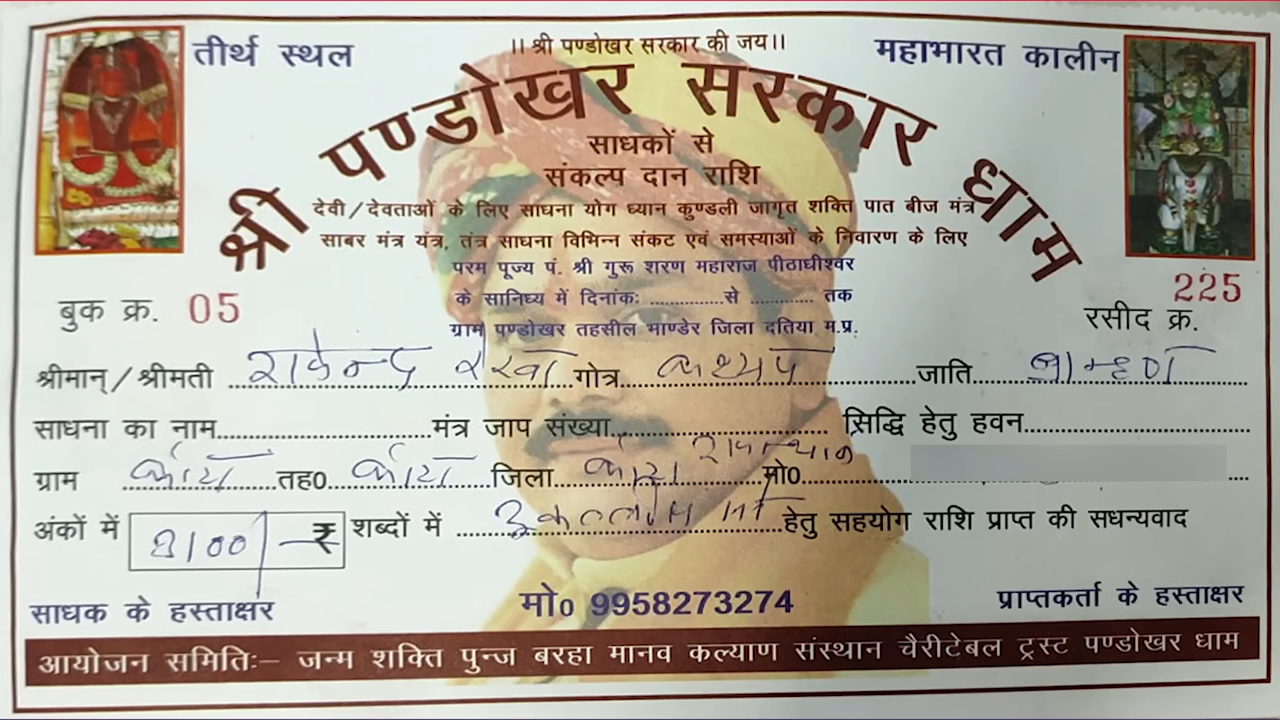 ।। श्री पण्डोखर सरकार की जय।।
तीर्थ स्थल महाभारत कालीन
श्री पण्डोखर सरकार धाम
साधकों से
संकल्प दान राशि
देवी/देवताओं के लिए साधना योग ध्यान कुण्डली जागृत शक्ति पात बीज मंत्र
साबर मंत्र यंत्र, तंत्र साधना विभिन्न संकट एवं समस्याओं के निवारण के लिए
परम पूज्य पं. श्री गुरू शरण महाराज पीठाधीश्वर
के सानिध्य में दिनांकः ..............से ............ तक
ग्राम पण्डोखर तहसील भाण्डेर जिला दतिया म.प्र.
बुक क्र. 05 रसीद क्र. 225
श्रीमान्/श्रीमती गोत्र कश्यप जाति ब्राम्हण
साधना का नाम मंत्र जाप संख्या सिद्धि हेतु हवन
ग्राम कोटा तह0 कोटा जिला कोटा राजस्थान मो0
अंकों में ₹ शब्दों में हेतु सहयोग राशि प्राप्त की सधन्यवाद
साधक के हस्ताक्षर मो0 9958273274 प्राप्तकर्ता के हस्ताक्षर
आयोजन समितिः– जन्म शक्ति पुन्ज बरहा मानव कल्याण संस्थान चैरीटेबल ट्रस्ट पण्डोखर धाम